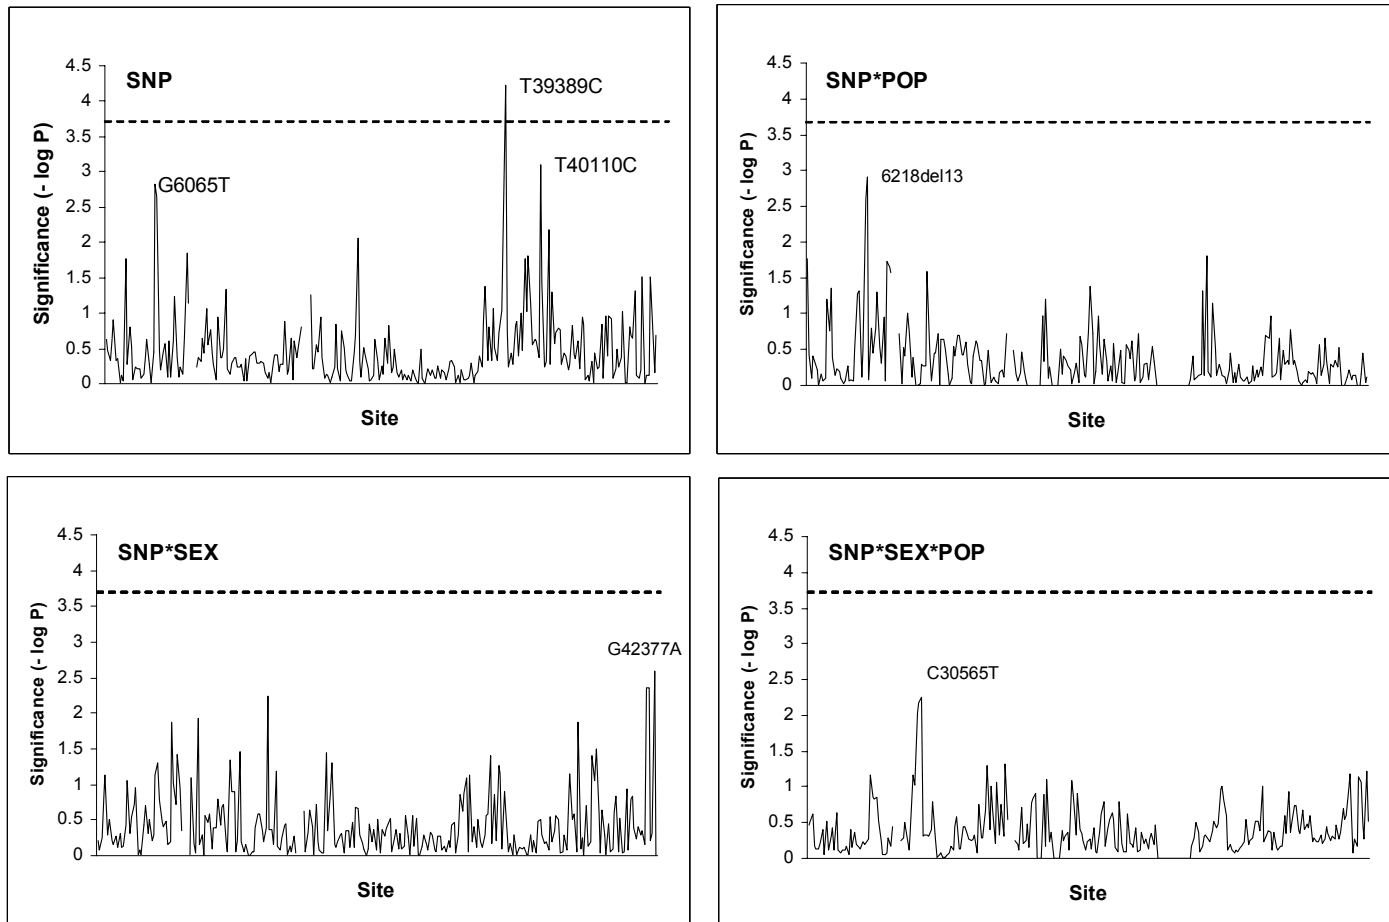 SNP
Significance (- log P)
4.5
4
3.5
3
2.5
2
1.5
1
0.5
0
G6065T
T39389C
T40110C
Site
SNP*POP
Significance (- log P)
4.5
4
3.5
3
2.5
2
1.5
1
0.5
0
6218del13
Site
SNP*SEX
Significance (- log P)
4.5
4
3.5
3
2.5
2
1.5
1
0.5
0
G42377A
Site
SNP*SEX*POP
Significance (- log P)
4.5
4
3.5
3
2.5
2
1.5
1
0.5
0
C30565T
Site